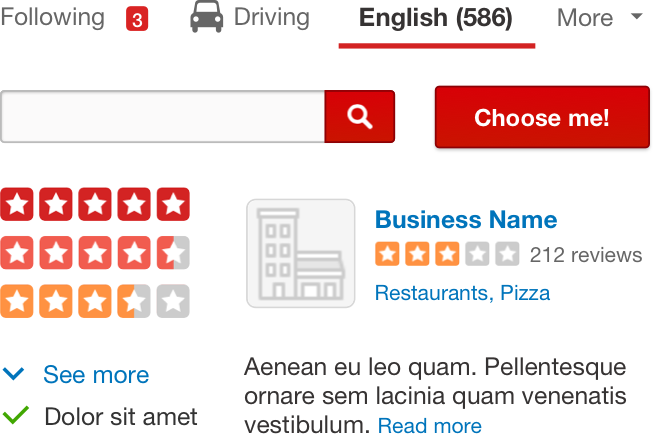 Following 3 Driving English (586) More
Choose me!
Business Name
212 reviews
Restaurants, Pizza
See more
Dolor sit amet
Aenean eu leo quam. Pellentesque
ornare sem lacinia quam venenatis
vestibulum. Read more